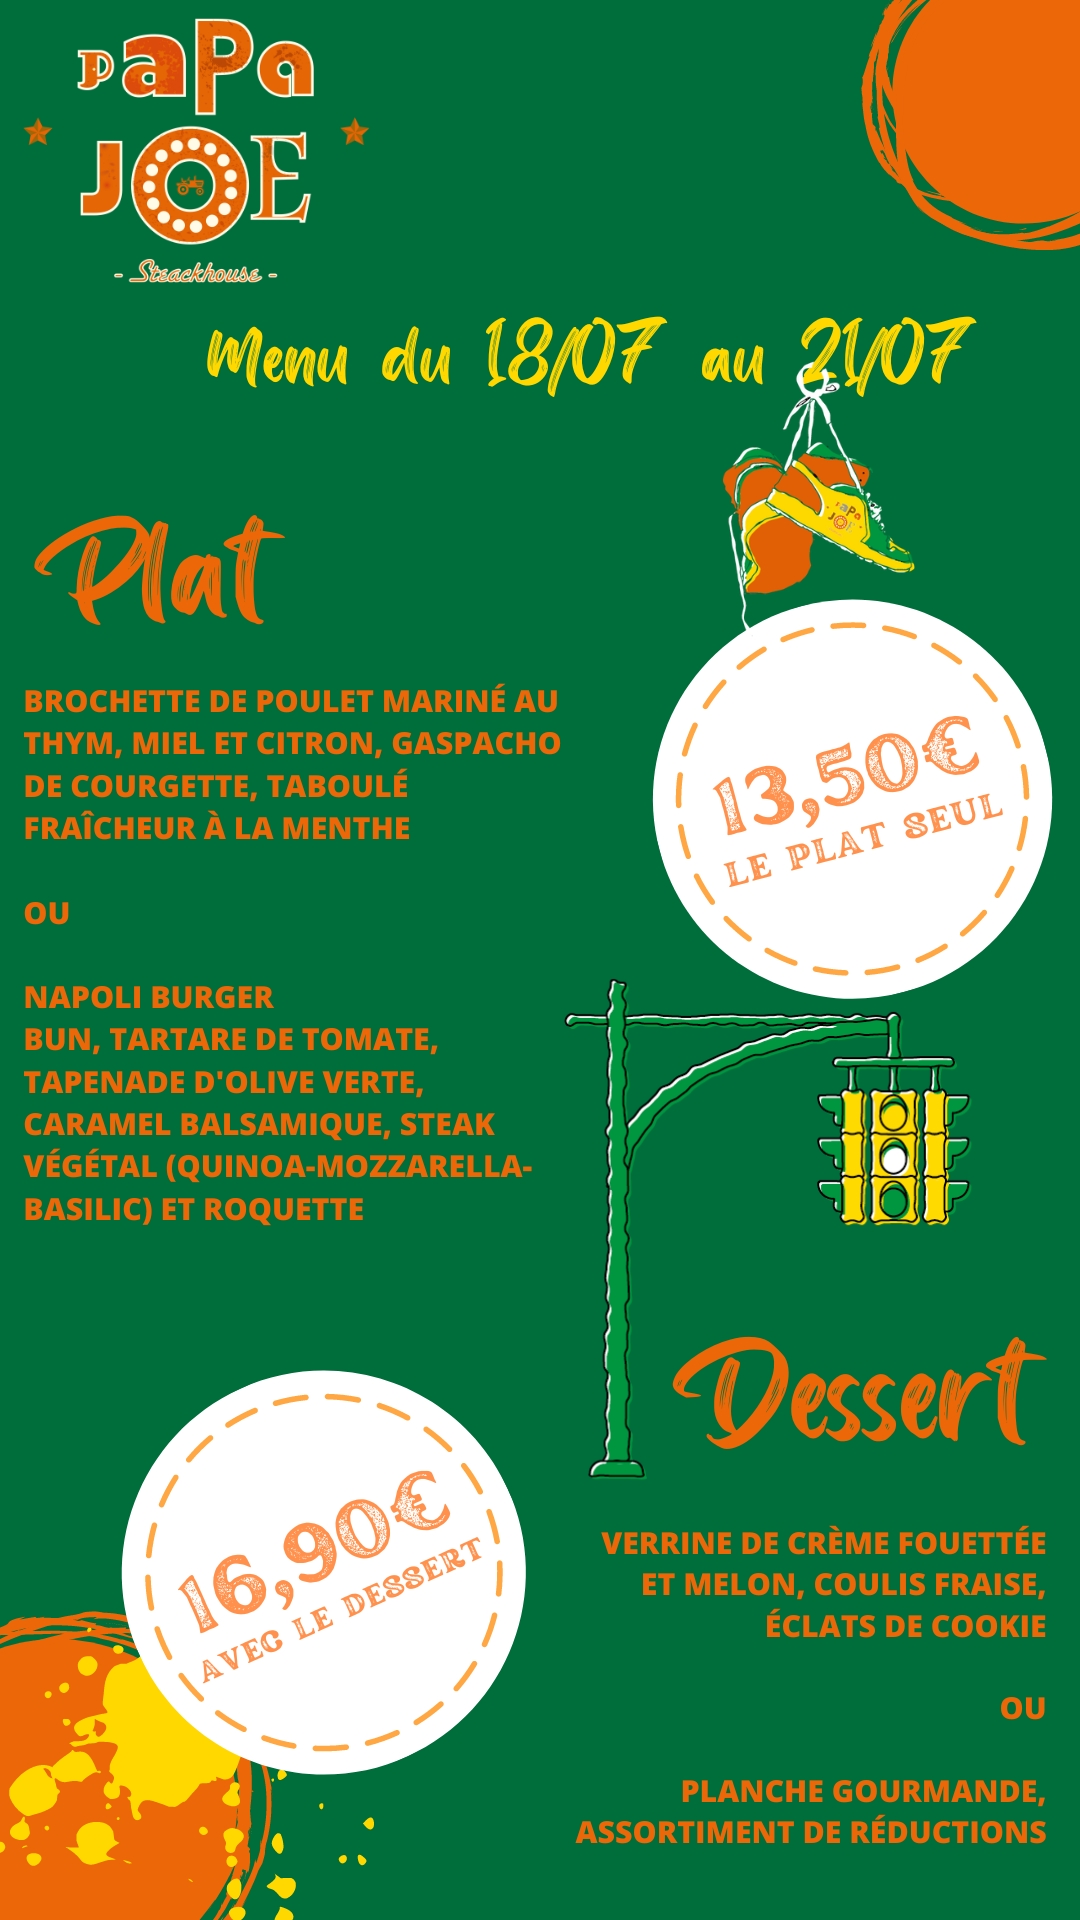 PaPa
JOE
- Steackhouse -
Menu du 18/07 au 21/07
Plat
BROCHETTE DE POULET MARINÉ AU
THYM, MIEL ET CITRON, GASPACHO
DE COURGETTE, TABOULÉ
FRAÎCHEUR À LA MENTHE
OU
NAPOLI BURGER
BUN, TARTARE DE TOMATE,
TAPENADE D'OLIVE VERTE,
CARAMEL BALSAMIQUE, STEAK
VÉGÉTAL (QUINOA-MOZZARELLA-
BASILIC) ET ROQUETTE
PaPa
JOE
13,50€
LE PLAT SEUL
16,90€
AVEC LE DESSERT
Dessert
VERRINE DE CRÈME FOUETTÉE
ET MELON, COULIS FRAISE,
ÉCLATS DE COOKIE
OU
PLANCHE GOURMANDE,
ASSORTIMENT DE RÉDUCTIONS